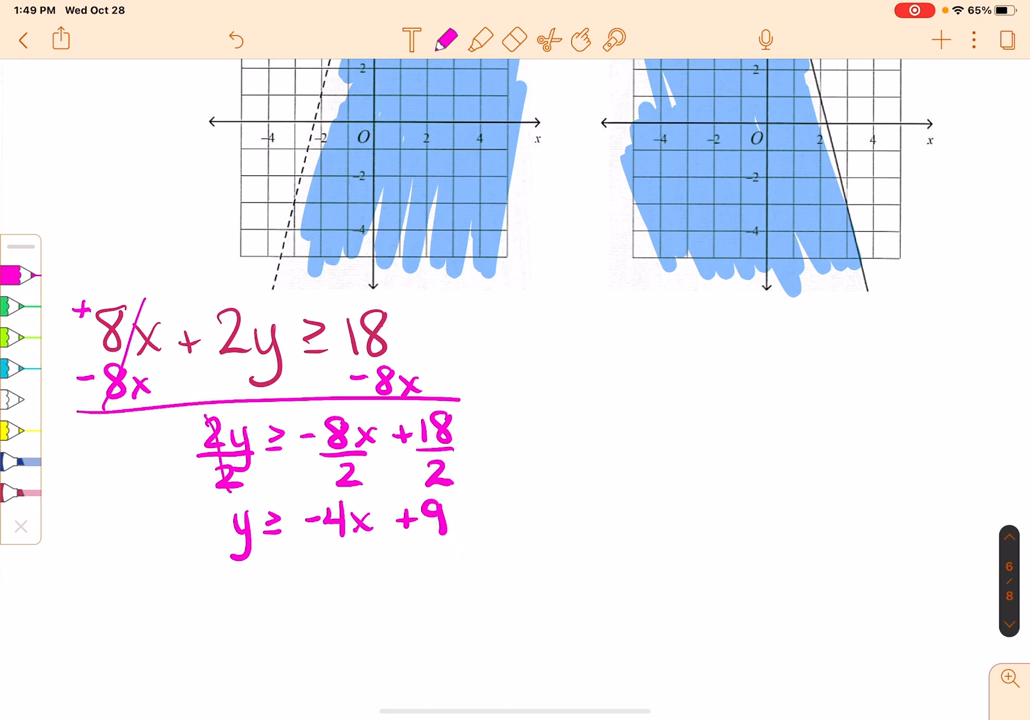 1:49 PM Wed Oct 28
65%
T
2
2
-4
-2
O
2
4
x
-4
-2
O
2
4
x
-2
-2
-4
-4
+
8x + 2y ≥ 18
-8x -8x
2y ≥ -8x +18
2 2 2
y ≥ -4x +9
6
/
8